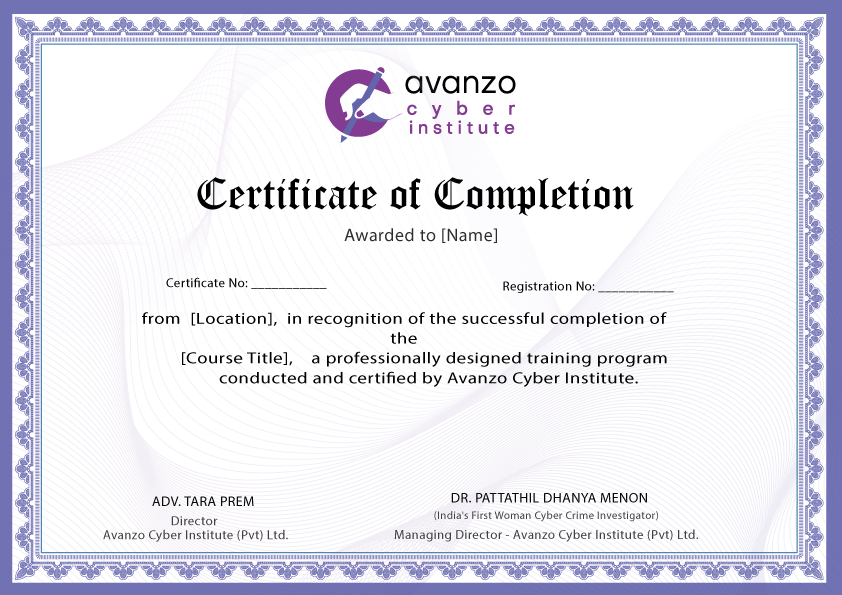 avanzo
cyber
institute
Certificate of Completion
Awarded to [Name]
Certificate No: ___________
Registration No: ___________
from [Location], in recognition of the successful completion of
the
[Course Title], a professionally designed training program
conducted and certified by Avanzo Cyber Institute.
ADV. TARA PREM
Director
Avanzo Cyber Institute (Pvt) Ltd.
DR. PATTATHIL DHANYA MENON
(India's First Woman Cyber Crime Investigator)
Managing Director - Avanzo Cyber Institute (Pvt) Ltd.